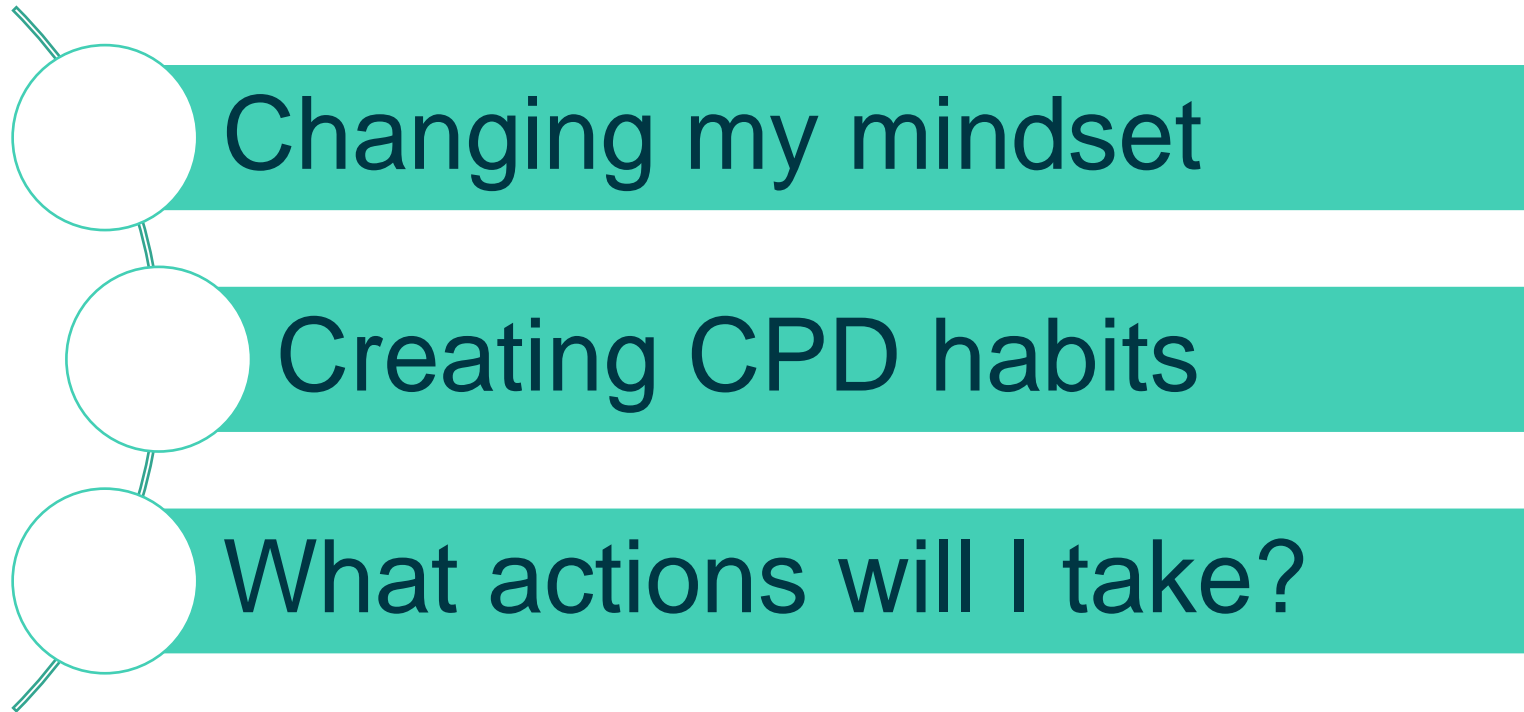 Changing my mindset
Creating CPD habits
What actions will I take?